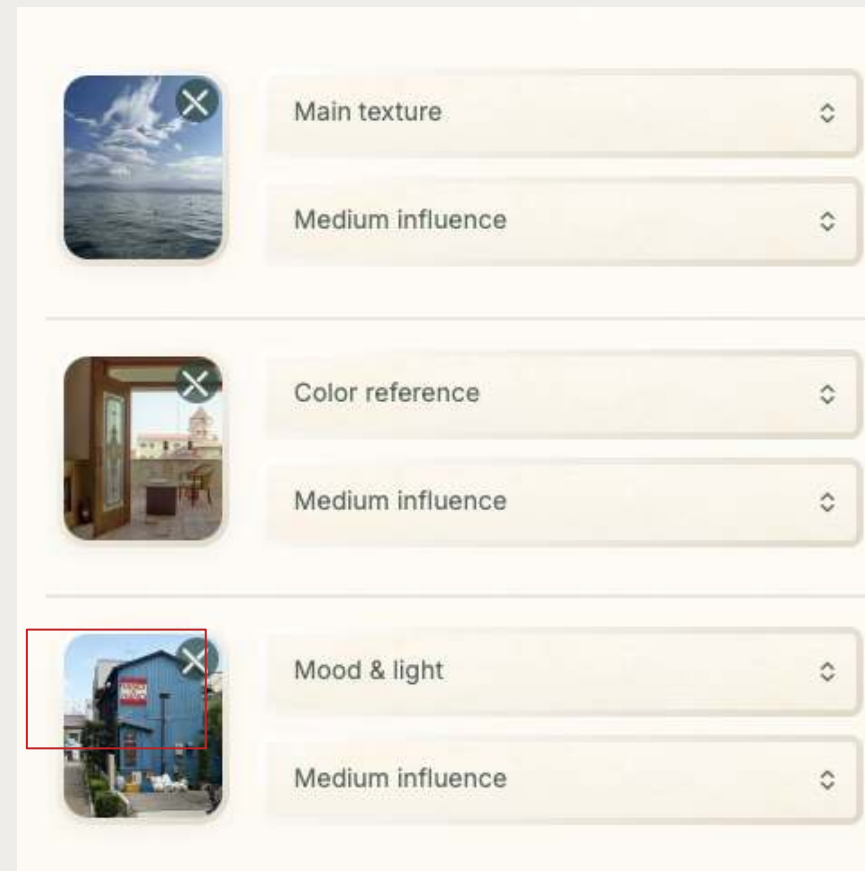 Main texture
Medium influence
Color reference
Medium influence
Mood & light
Medium influence